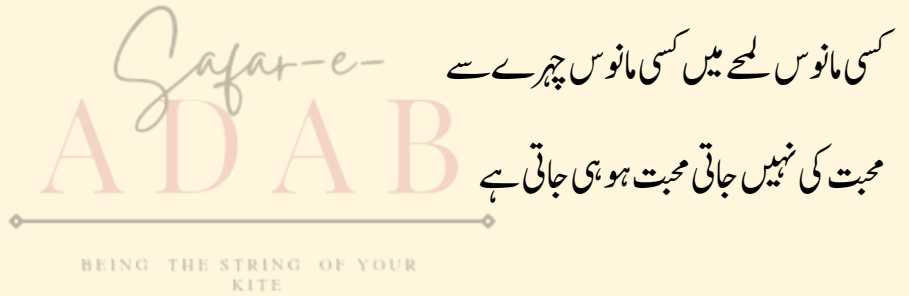 Safar-e-
ADAB
BEING THE STRING OF YOUR
KITE
کسی مانوس لمحے میں کسی مانوس چہرے سے
محبت کی نہیں جاتی محبت ہو ہی جاتی ہے